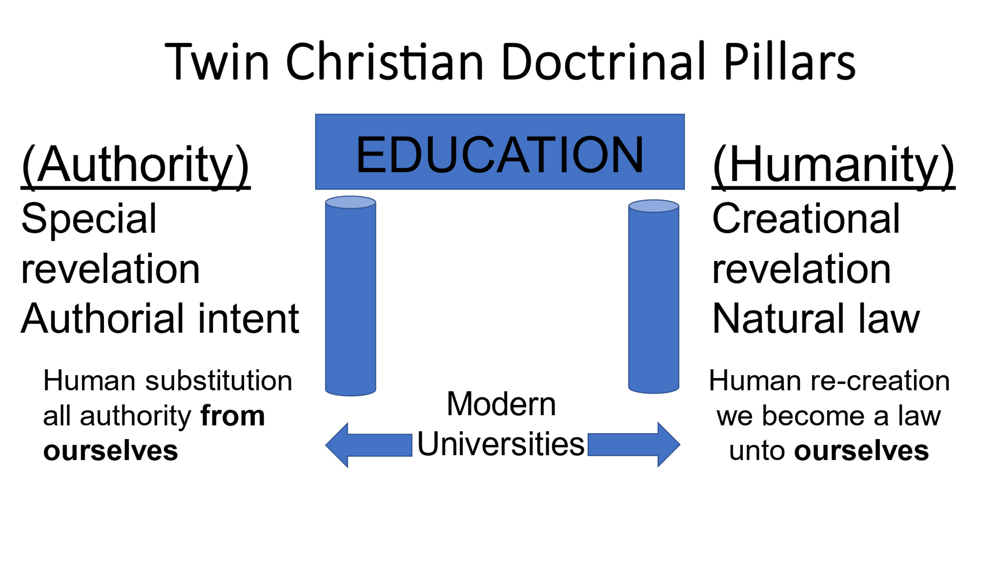 Twin Christian Doctrinal Pillars
EDUCATION
(Authority)
Special
revelation
Authorial intent
Human substitution
all authority from
ourselves
(Humanity)
Creational
revelation
Natural law
Human re-creation
we become a law
unto ourselves
Modern
Universities